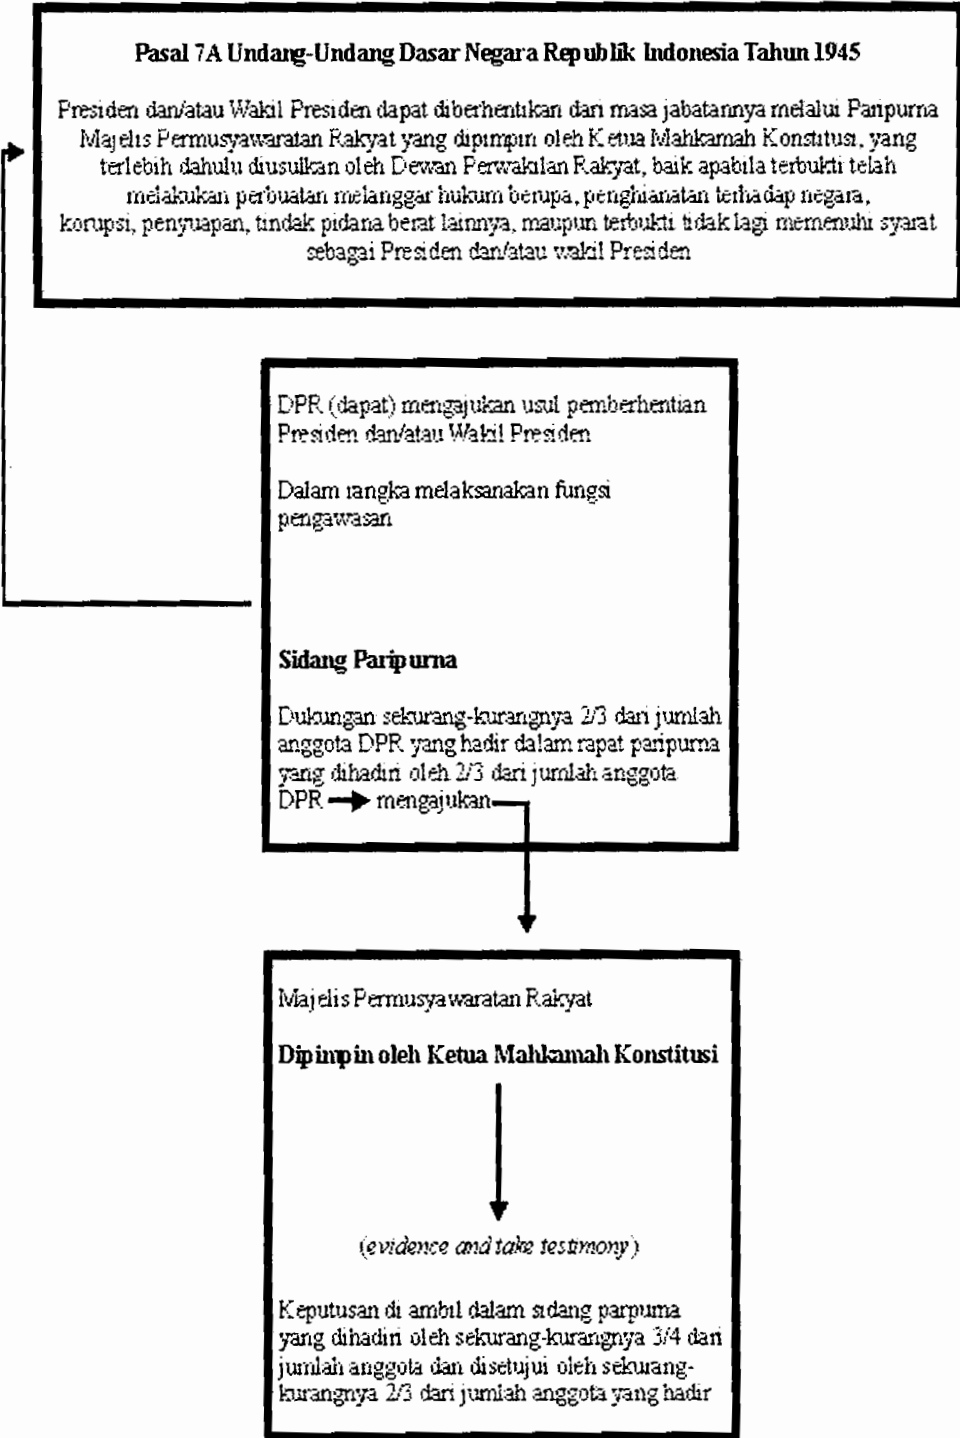 Pasal 7A Undang-Undang Dasar Negara Republik Indonesia Tahun 1945
Presiden dan/atau Wakil Presiden dapat diberhentikan dari masa jabatannya melalui Paripurna
Majelis Permusyawaratan Rakyat yang dipimpin oleh Ketua Mahkamah Konstitusi, yang
terlebih dahulu diusulkan oleh Dewan Perwakilan Rakyat, baik apabila terbukti telah
melakukan perbuatan melanggar hukum berupa, penghianatan terhadap negara,
korupsi, penyuapan, tindak pidana berat lainnya, maupun terbukti tidak lagi memenuhi syarat
sebagai Presiden dan/atau wakil Presiden
DPR (dapat) mengajukan usul pemberhentian
Presiden dan/atau Wakil Presiden
Dalam rangka melaksanakan fungsi
pengawasan
Sidang Paripurna
Dukungan sekurang-kurangnya 2/3 dari jumlah
anggota DPR yang hadir dalam rapat paripurna
yang dihadiri oleh 2/3 dari jumlah anggota
DPR → mengajukan
Majelis Permusyawaratan Rakyat
Dipimpin oleh Ketua Mahkamah Konstitusi
(evidence and take testimony)
Keputusan di ambil dalam sidang parpuma
yang dihadiri oleh sekurang-kurangnya 3/4 dari
jumlah anggota dan disetujui oleh sekurang-
kurangnya 2/3 dari jumlah anggota yang hadir